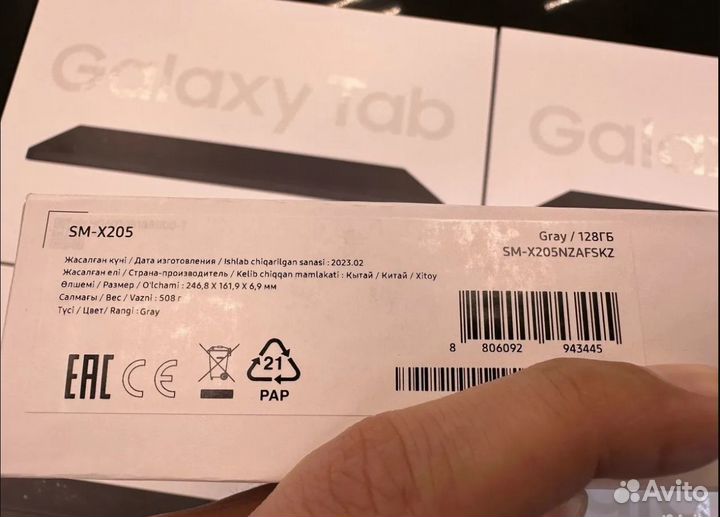 Galaxy Tab
Gala
SM-X205
Gray / 128ГБ
SM-X205NZAFSKZ
Жасалған күні / Дата изготовления / Ishlab chiqarilgan sanasi : 2023.02
Жасалған елі / Страна-производитель / Kelib chiqqan mamlakati : Қытай / Китай / Xitoy
Өлшемі / Размер / O'lchami : 246,8 X 161,9 X 6,9 мм
Салмағы / Вес / Vazni : 508 г
Түсі / Цвет/ Rangi : Gray
8 806092 943445
EAC CE
21
PAP
Avito